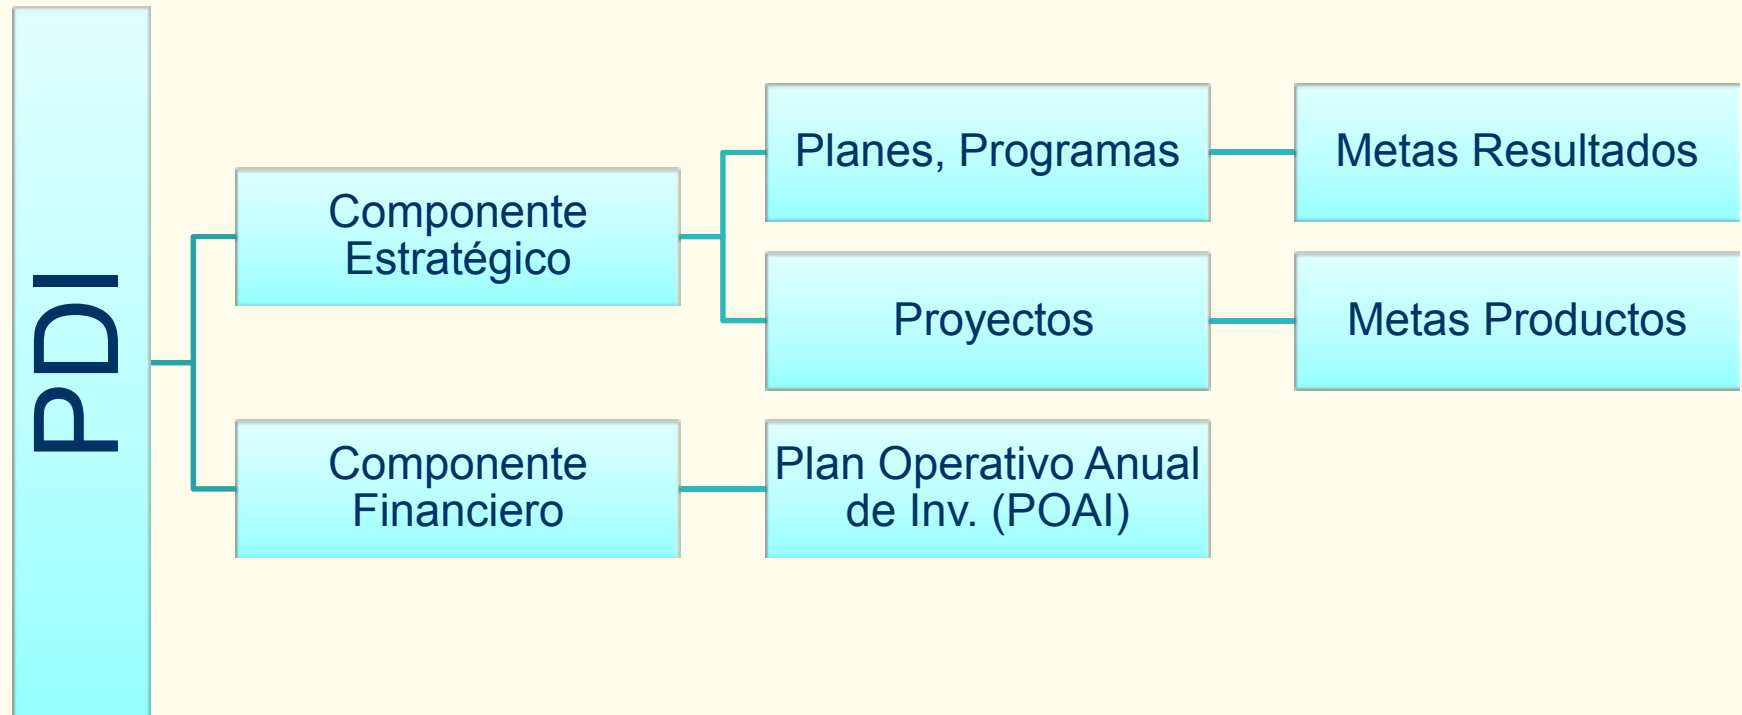 PDI
Componente
Estratégico
Planes, Programas
Metas Resultados
Proyectos
Metas Productos
Componente
Financiero
Plan Operativo Anual
de Inv. (POAI)